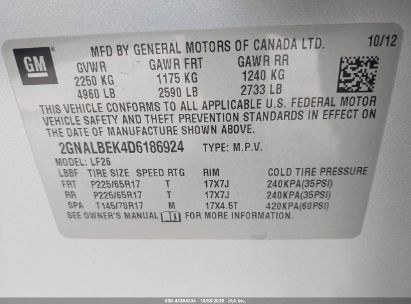 GM
MFD BY GENERAL MOTORS OF CANADA LTD. 10/12
GVWR GAWR FRT GAWR RR
2250 KG 1175 KG 1240 KG
4960 LB 2590 LB 2733 LB
THIS VEHICLE CONFORMS TO ALL APPLICABLE U.S. FEDERAL MOTOR
VEHICLE SAFETY AND THEFT PREVENTION STANDARDS IN EFFECT ON
THE DATE OF MANUFACTURE SHOWN ABOVE.
2GNALBEK4D6186924 TYPE: M.P.V.
MODEL: LF26
LBBF TIRE SIZE SPEED RTG RIM COLD TIRE PRESSURE
FRT P225/65R17 T 17X7J 240KPA(35PSI)
RR P225/65R17 T 17X7J 240KPA(35PSI)
SPA T145/70R17 M 17X4.5T 420KPA(60PSI)
SEE OWNER'S MANUAL FOR MORE INFORMATION